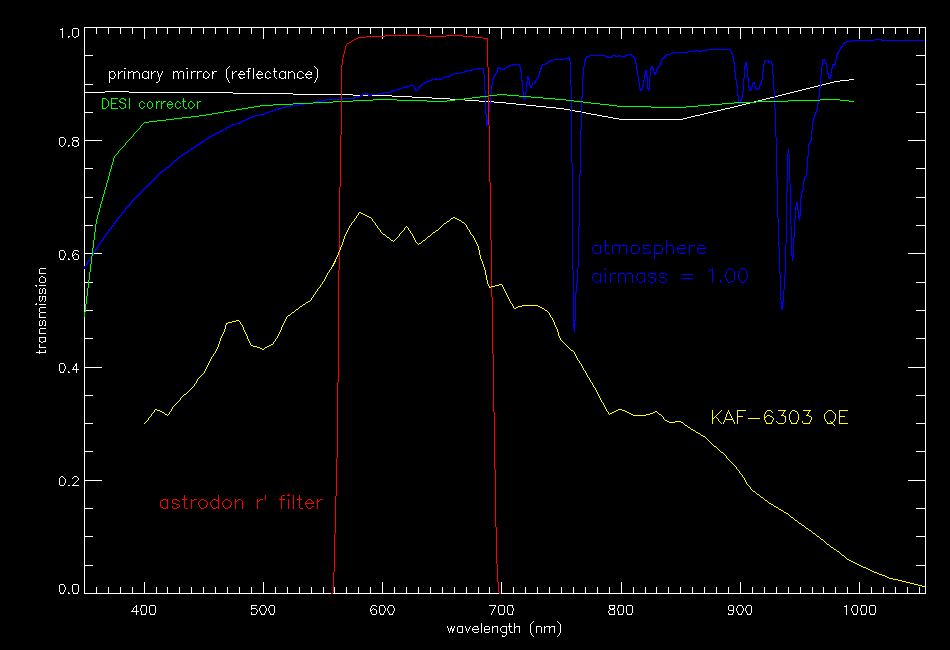 1.0
primary mirror (reflectance)
DESI corrector
0.8
atmosphere
0.6
airmass = 1.00
transmission
0.4
KAF-6303 QE
0.2
astrodon r' filter
0.0
400 500 600 700 800 900 1000
wavelength (nm)